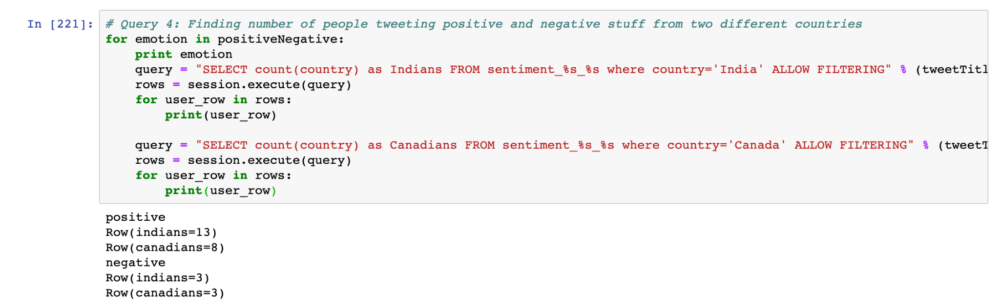 In [221]:
# Query 4: Finding number of people tweeting positive and negative stuff from two different countries
for emotion in positiveNegative:
    print emotion
    query = "SELECT count(country) as Indians FROM sentiment_%s_%s where country='India' ALLOW FILTERING" % (tweetTitl
    rows = session.execute(query)
    for user_row in rows:
        print(user_row)

    query = "SELECT count(country) as Canadians FROM sentiment_%s_%s where country='Canada' ALLOW FILTERING" % (tweetT
    rows = session.execute(query)
    for user_row in rows:
        print(user_row)
positive
Row(indians=13)
Row(canadians=8)
negative
Row(indians=3)
Row(canadians=3)